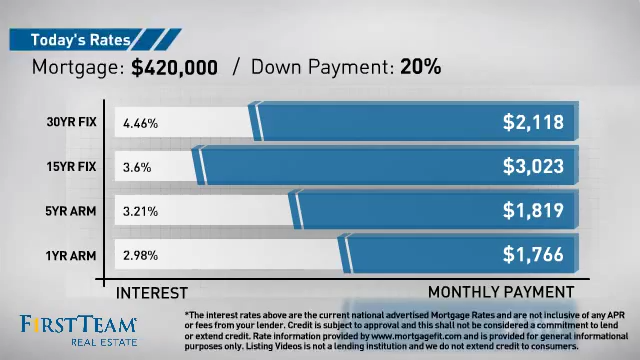 Today's Rates
Mortgage: $420,000 / Down Payment: 20%
30YR FIX 4.46% $2,118
15YR FIX 3.6% $3,023
5YR ARM 3.21% $1,819
1YR ARM 2.98% $1,766
INTEREST MONTHLY PAYMENT
FIRSTTEAM®
REAL ESTATE
*The interest rates above are the current national advertised Mortgage Rates and are not inclusive of any APR
or fees from your lender. Credit is subject to approval and this shall not be considered a commitment to lend
or extend credit. Rate information provided by www.mortgagefit.com and is provided for general informational
purposes only. Listing Videos is not a lending institution and we do not extend credit to consumers.